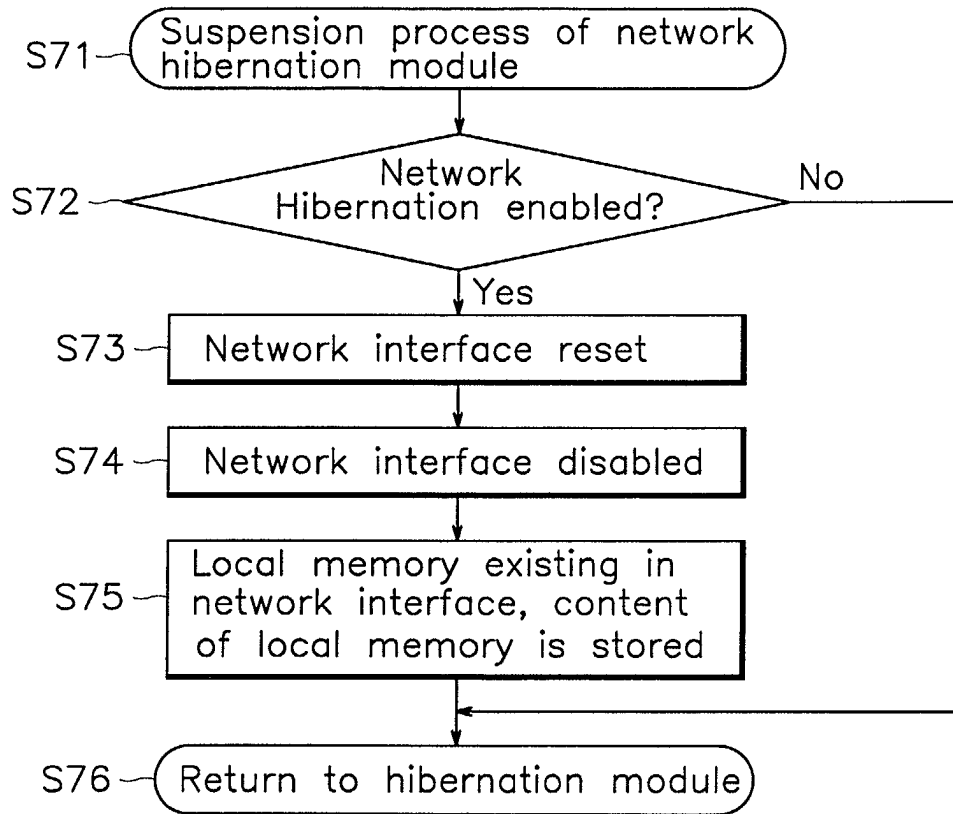 S71
Suspension process of network
hibernation module
S72
Network
Hibernation enabled?
No
Yes
S73
Network interface reset
S74
Network interface disabled
S75
Local memory existing in
network interface, content
of local memory is stored
S76
Return to hibernation module